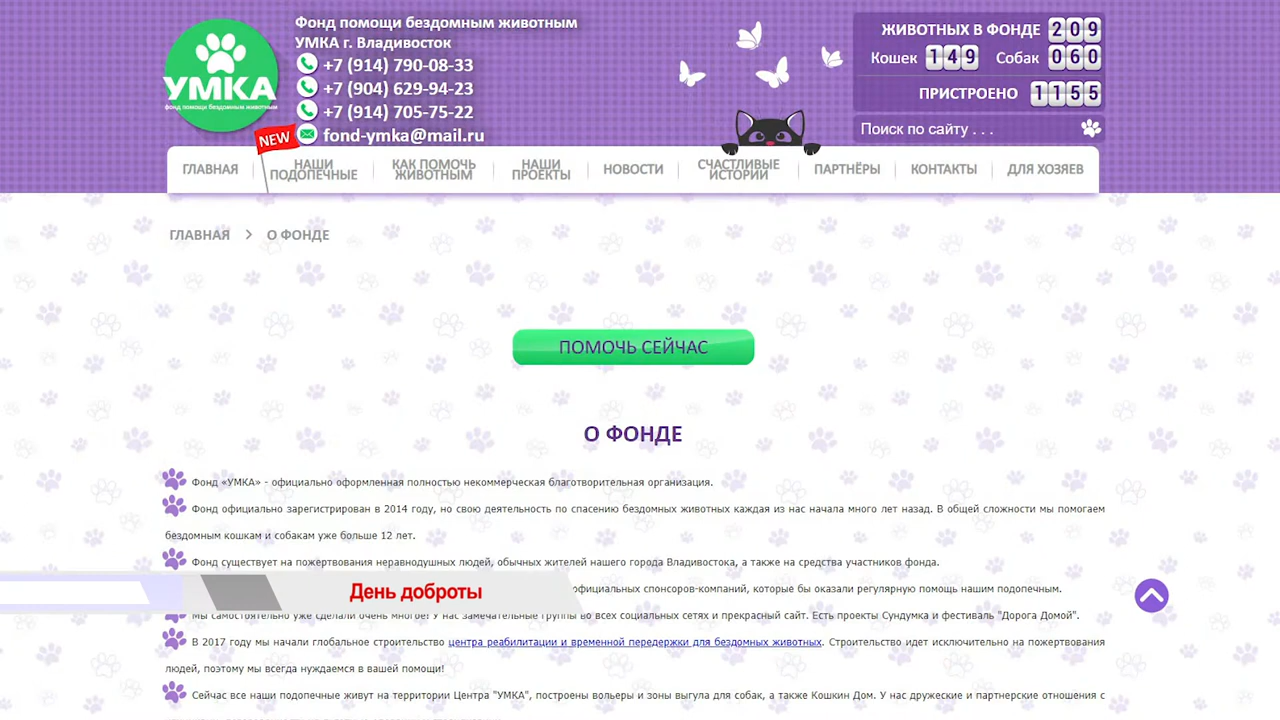 УМКА
фонд помощи бездомным животным
Фонд помощи бездомным животным
УМКА г. Владивосток
+7 (914) 790-08-33
+7 (904) 629-94-23
+7 (914) 705-75-22
fond-ymka@mail.ru
ЖИВОТНЫХ В ФОНДЕ 209
Кошек 149 Собак 060
ПРИСТРОЕНО 1155
Поиск по сайту . . .
NEW
ГЛАВНАЯ
НАШИ
ПОДОПЕЧНЫЕ
КАК ПОМОЧЬ
ЖИВОТНЫМ
НАШИ
ПРОЕКТЫ
НОВОСТИ
СЧАСТЛИВЫЕ
ИСТОРИИ
ПАРТНЁРЫ
КОНТАКТЫ
ДЛЯ ХОЗЯЕВ
ГЛАВНАЯ > О ФОНДЕ
ПОМОЧЬ СЕЙЧАС
О ФОНДЕ
Фонд «УМКА» - официально оформленная полностью некоммерческая благотворительная организация.
Фонд официально зарегистрирован в 2014 году, но свою деятельность по спасению бездомных животных каждая из нас начала много лет назад. В общей сложности мы помогаем
бездомным кошкам и собакам уже больше 12 лет.
Фонд существует на пожертвования неравнодушных людей, обычных жителей нашего города Владивостока, а также на средства участников фонда.
официальных спонсоров-компаний, которые бы оказали регулярную помощь нашим подопечным.
День доброты
Мы самостоятельно уже сделали очень многое! У нас замечательные группы во всех социальных сетях и прекрасный сайт. Есть проекты Сундумка и фестиваль "Дорога Домой".
В 2017 году мы начали глобальное строительство центра реабилитации и временной передержки для бездомных животных. Строительство идет исключительно на пожертвования
людей, поэтому мы всегда нуждаемся в вашей помощи!
Сейчас все наши подопечные живут на территории Центра "УМКА", построены вольеры и зоны выгула для собак, а также Кошкин Дом. У нас дружеские и партнерские отношения с